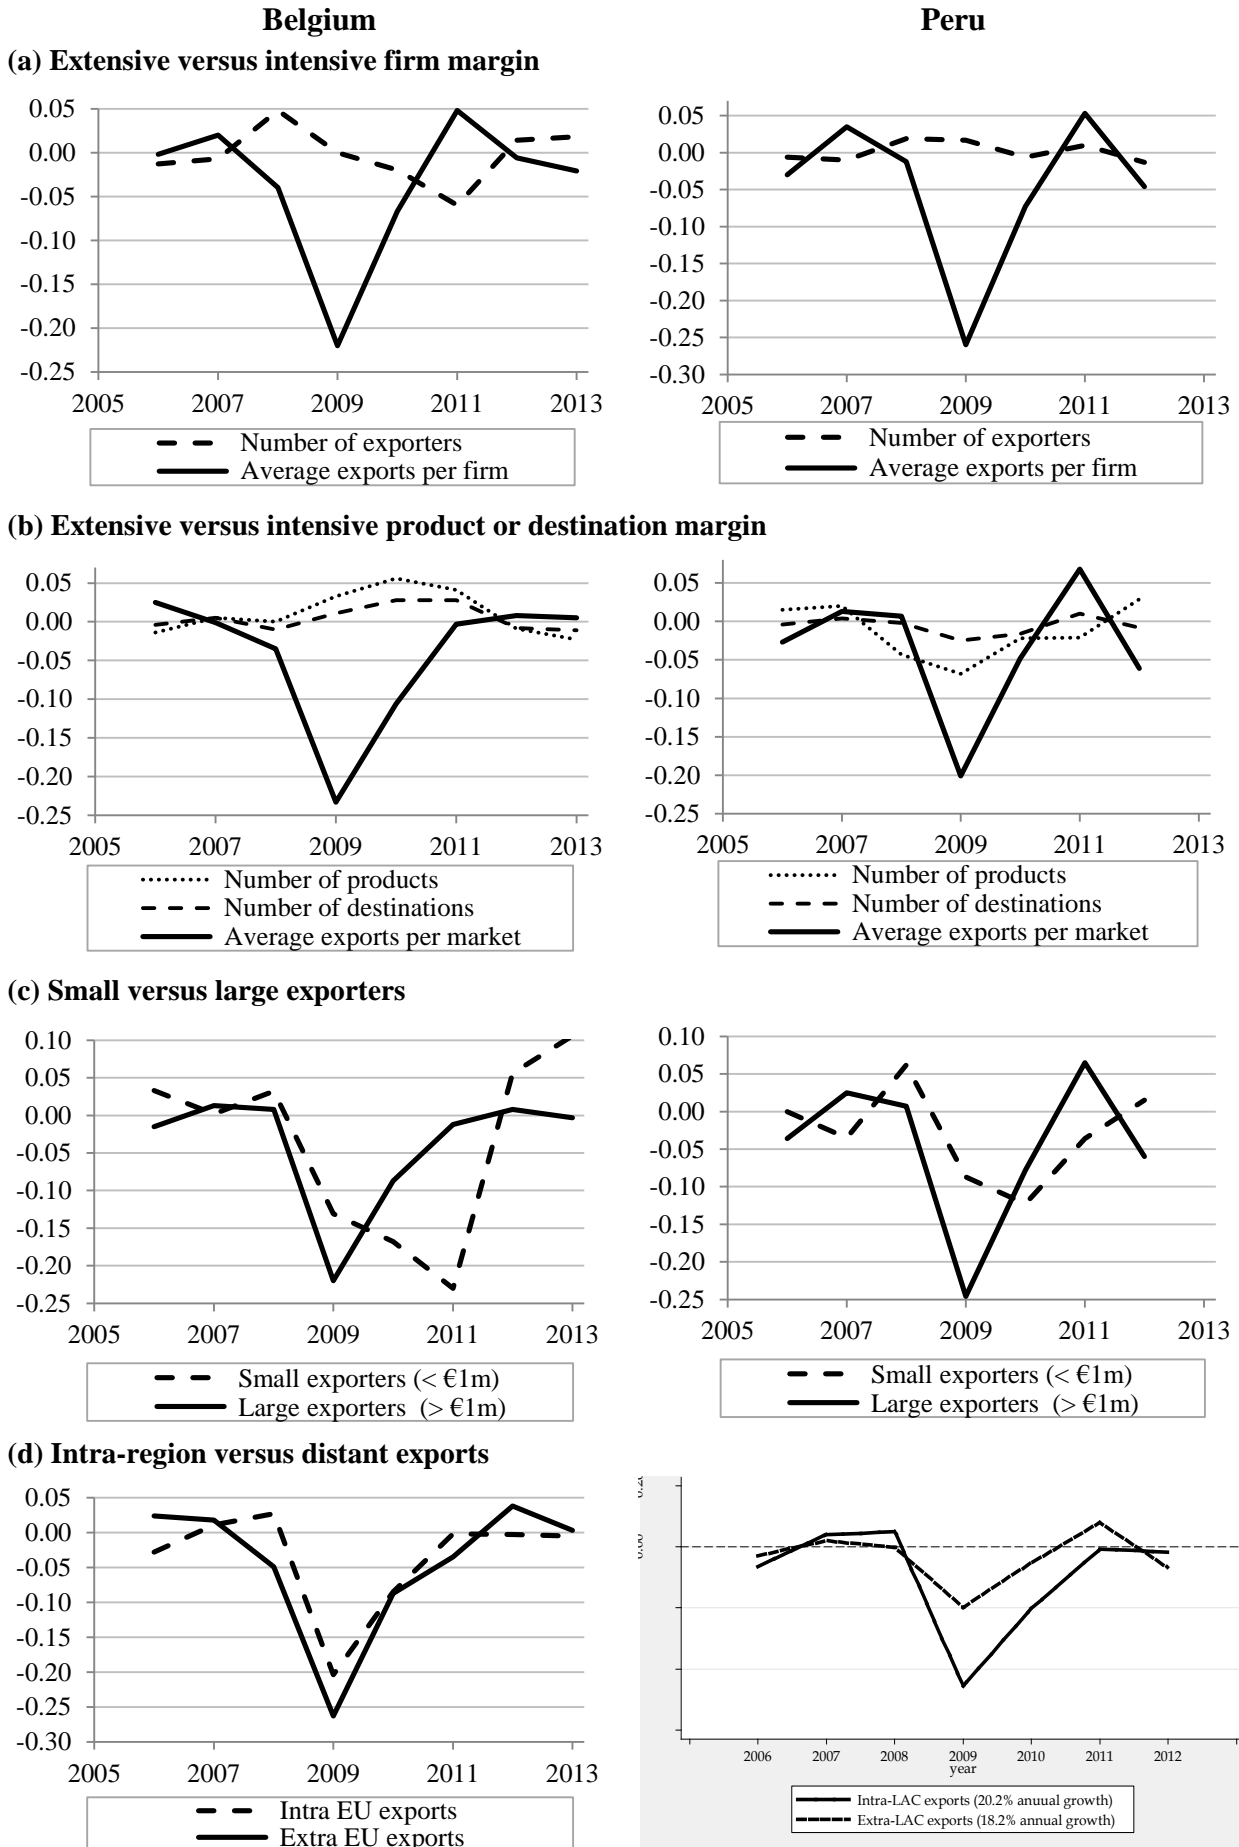 Belgium Peru
(a) Extensive versus intensive firm margin
0.05
0.00
-0.05
-0.10
-0.15
-0.20
-0.25
2005 2007 2009 2011 2013
Number of exporters
Average exports per firm
0.05
0.00
-0.05
-0.10
-0.15
-0.20
-0.25
-0.30
2005 2007 2009 2011 2013
Number of exporters
Average exports per firm
(b) Extensive versus intensive product or destination margin
0.05
0.00
-0.05
-0.10
-0.15
-0.20
-0.25
2005 2007 2009 2011 2013
Number of products
Number of destinations
Average exports per market
0.05
0.00
-0.05
-0.10
-0.15
-0.20
-0.25
2005 2007 2009 2011 2013
Number of products
Number of destinations
Average exports per market
(c) Small versus large exporters
0.10
0.05
0.00
-0.05
-0.10
-0.15
-0.20
-0.25
2005 2007 2009 2011 2013
Small exporters (< €1m)
Large exporters (> €1m)
0.10
0.05
0.00
-0.05
-0.10
-0.15
-0.20
-0.25
2005 2007 2009 2011 2013
Small exporters (< €1m)
Large exporters (> €1m)
(d) Intra-region versus distant exports
0.05
0.00
-0.05
-0.10
-0.15
-0.20
-0.25
-0.30
2005 2007 2009 2011 2013
Intra EU exports
Extra EU exports
0.00
2006 2007 2008 2009 2010 2011 2012
year
Intra-LAC exports (20.2% anuual growth)
Extra-LAC exports (18.2% anuual growth)